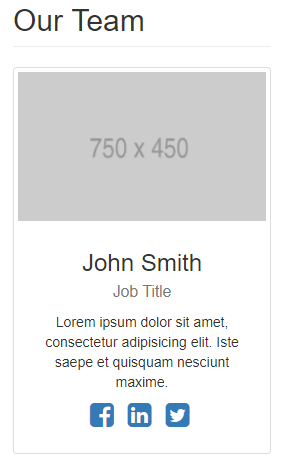 Our Team
750 x 450
John Smith
Job Title
Lorem ipsum dolor sit amet,
consectetur adipisicing elit. Iste
saepe et quisquam nesciunt
maxime.